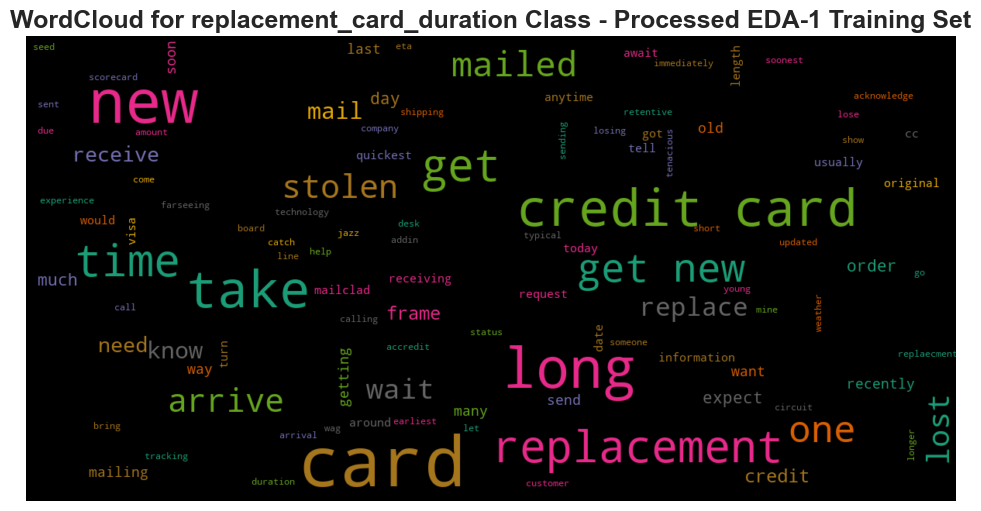 WordCloud for replacement_card_duration Class - Processed EDA-1 Training Set
seed
soon
last
eta
await
immediately
length
soonest
scorecard
mailed
new
sent
mail
day
shipping
anytime
retentive
acknowledge
lose
due
amount
company
sending
losing
got
old
show
cc
receive
quickest
tell
tenacious
usually
come
stolen
get
original
experience
farseeing
technology
credit card
would
visa
board
desk
jazz
catch
addin
typical
short
updated
line
help
today
time
take
get new
order
go
much
mailclad
receiving
request
young
call
frame
replace
mine
weather
calling
status
date
someone
need
know
turn
accredit
information
replaecment
way
getting
long
want
wait
send
expect
recently
arrive
many
circuit
around
earliest
let
bring
wag
arrival
one
lost
longer
tracking
card
replacement
mailing
duration
customer
credit